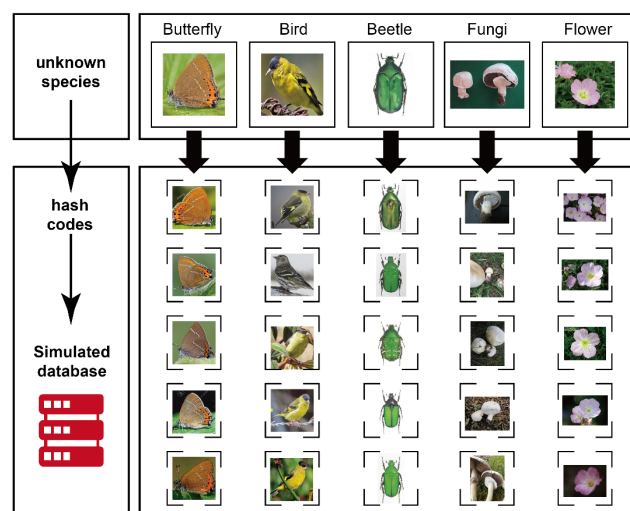 Butterfly
Bird
Beetle
Fungi
Flower
unknown
species
hash
codes
Simulated
database